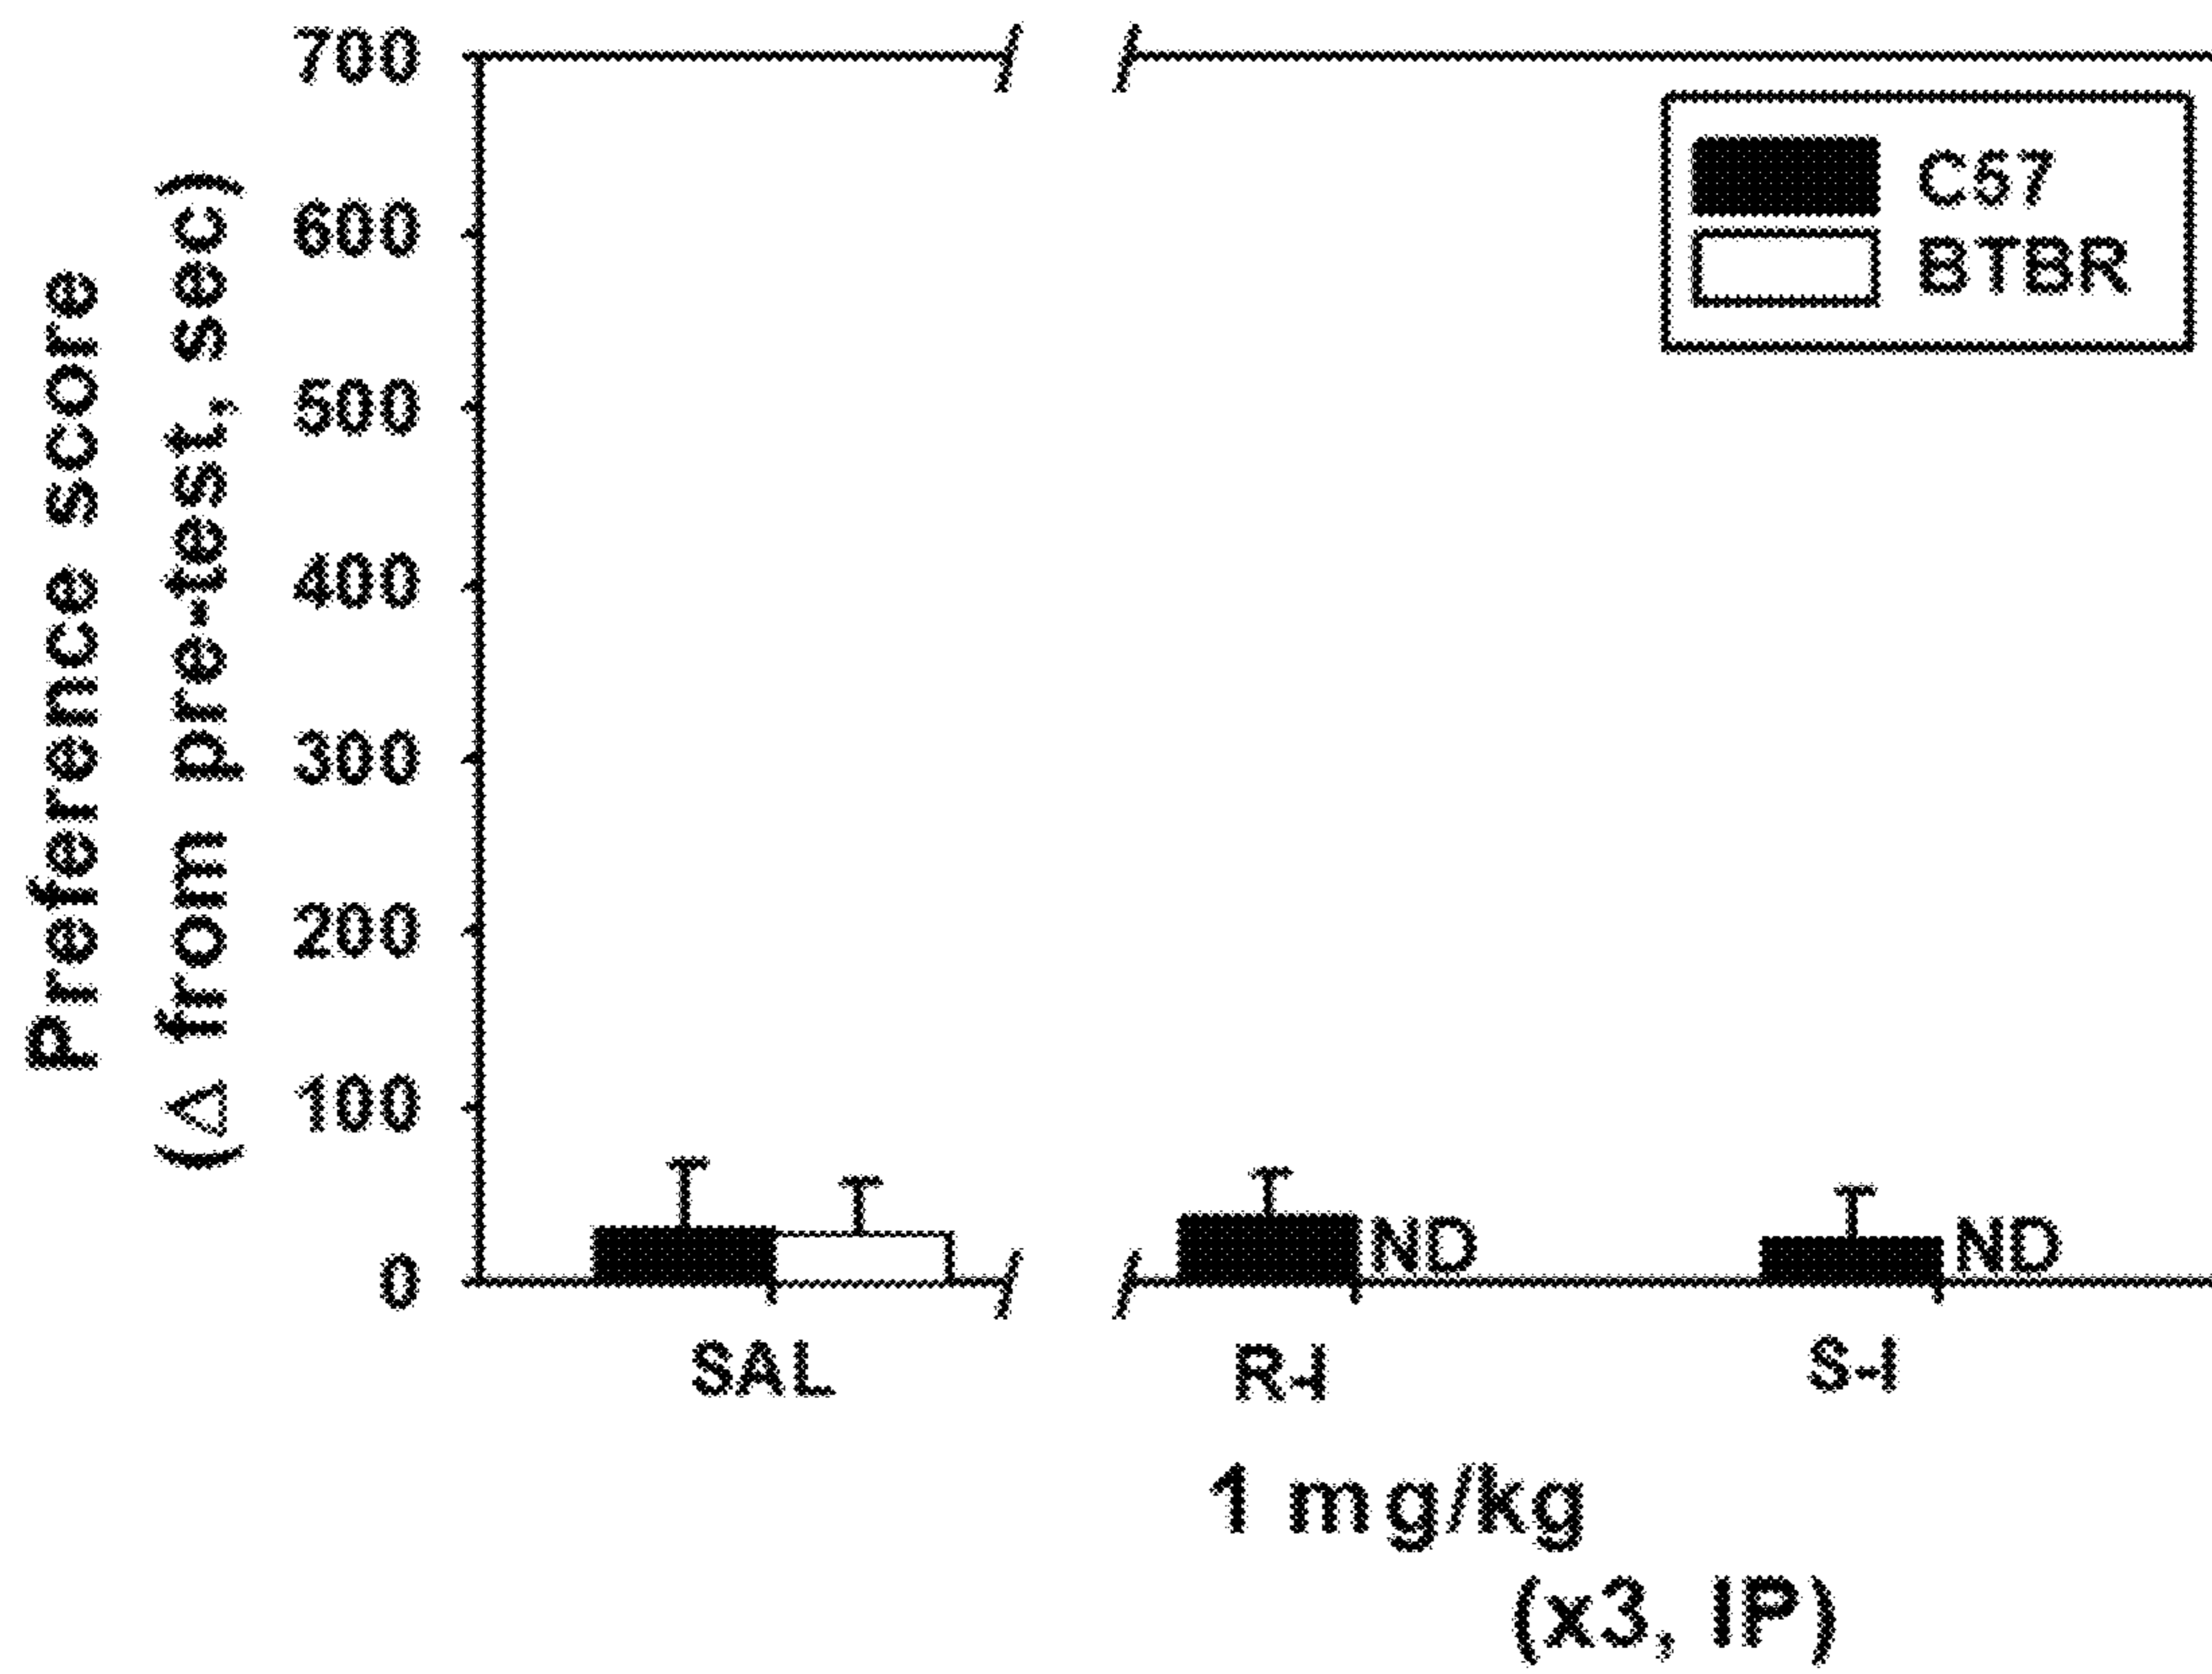 Preference score
(Δ from pre-test, sec)
700
600
500
400
300
200
100
0
C57
BTBR
ND
ND
SAL
R-I
S-I
1 mg/kg
(x3, IP)